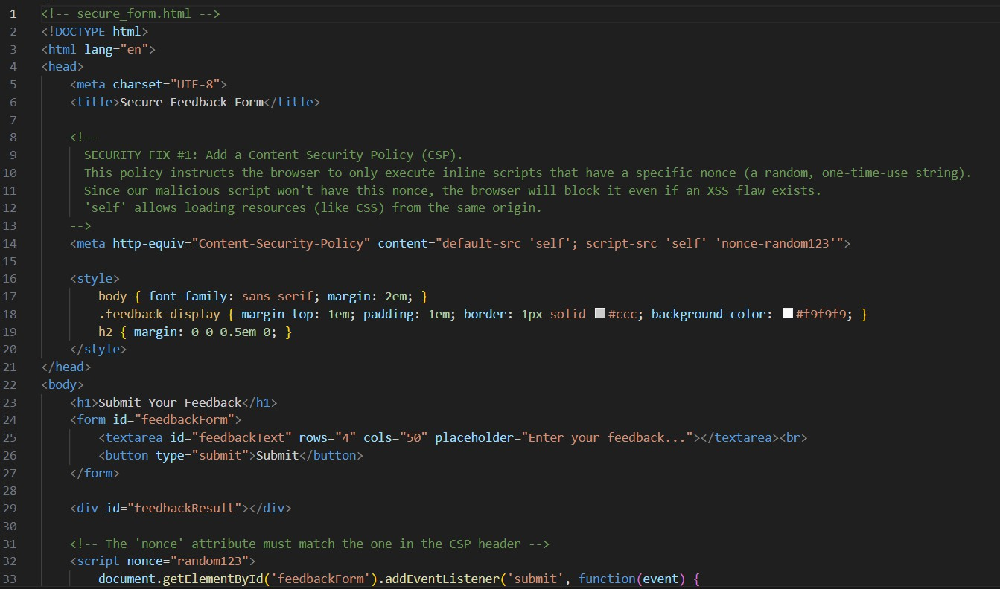 1 <!-- secure_form.html -->
2 <!DOCTYPE html>
3 <html lang="en">
4 <head>
5     <meta charset="UTF-8">
6     <title>Secure Feedback Form</title>
7
8     <!--
9       SECURITY FIX #1: Add a Content Security Policy (CSP).
10       This policy instructs the browser to only execute inline scripts that have a specific nonce (a random, one-time-use string).
11       Since our malicious script won't have this nonce, the browser will block it even if an XSS flaw exists.
12       'self' allows loading resources (like CSS) from the same origin.
13     -->
14     <meta http-equiv="Content-Security-Policy" content="default-src 'self'; script-src 'self' 'nonce-random123'">
15
16     <style>
17         body { font-family: sans-serif; margin: 2em; }
18         .feedback-display { margin-top: 1em; padding: 1em; border: 1px solid #ccc; background-color: #f9f9f9; }
19         h2 { margin: 0 0 0.5em 0; }
20     </style>
21 </head>
22 <body>
23     <h1>Submit Your Feedback</h1>
24     <form id="feedbackForm">
25         <textarea id="feedbackText" rows="4" cols="50" placeholder="Enter your feedback..."></textarea><br>
26         <button type="submit">Submit</button>
27     </form>
28
29     <div id="feedbackResult"></div>
30
31     <!-- The 'nonce' attribute must match the one in the CSP header -->
32     <script nonce="random123">
33         document.getElementById('feedbackForm').addEventListener('submit', function(event) {